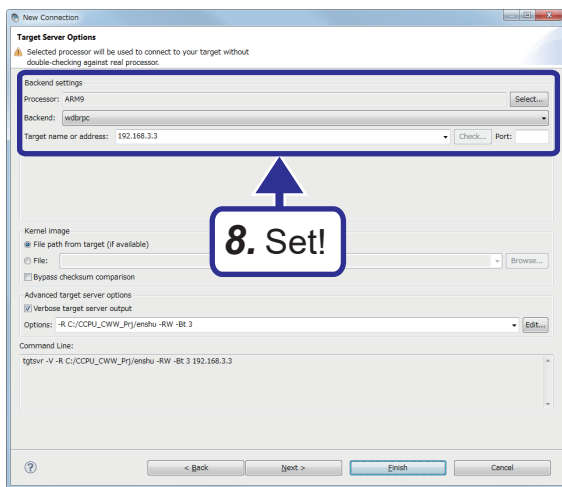 New Connection
Target Server Options
Selected processor will be used to connect to your target without
double-checking against real processor.
Backend settings
Processor: ARM9 Select...
Backend: wdbrpc
Target name or address: 192.168.3.3 Check... Port:
8. Set!
Kernel image
File path from target (if available)
File: Browse...
Bypass checksum comparison
Advanced target server options
Verbose target server output
Options: -R C:/CCPU_CWW_Prj/enshu -RW -Bt 3 Edit...
Command Line:
tgtsvr -V -R C:/CCPU_CWW_Prj/enshu -RW -Bt 3 192.168.3.3
? < Back Next > Finish Cancel